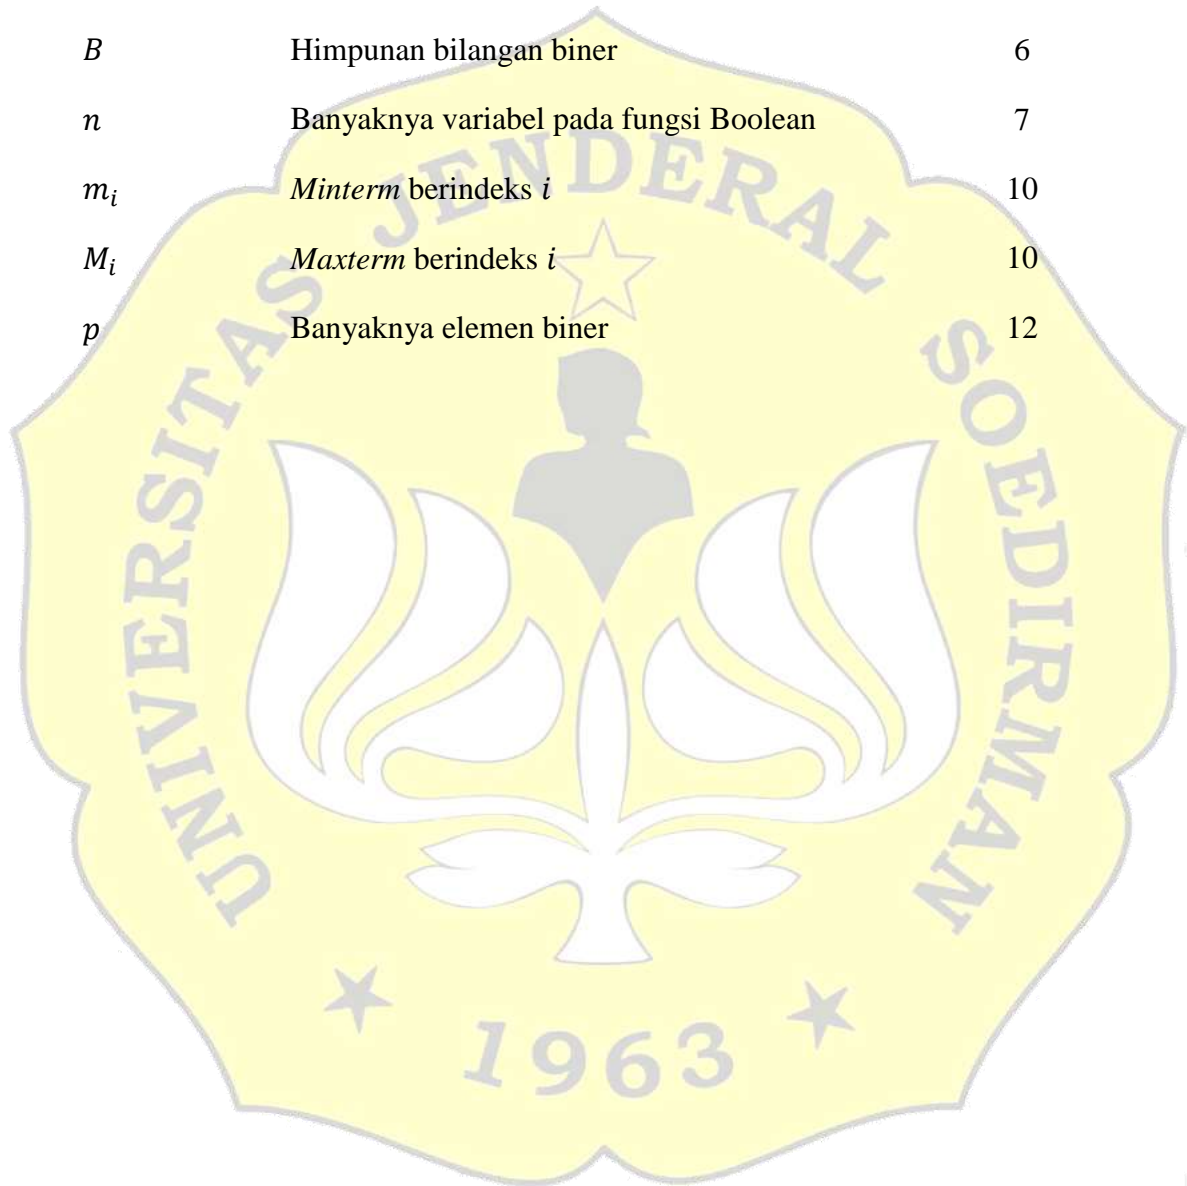 B Himpunan bilangan biner 6
n Banyaknya variabel pada fungsi Boolean 7
m_i Minterm berindeks i 10
M_i Maxterm berindeks i 10
p Banyaknya elemen biner 12
UNIVERSITAS JENDERAL SOEDIRMAN
1963